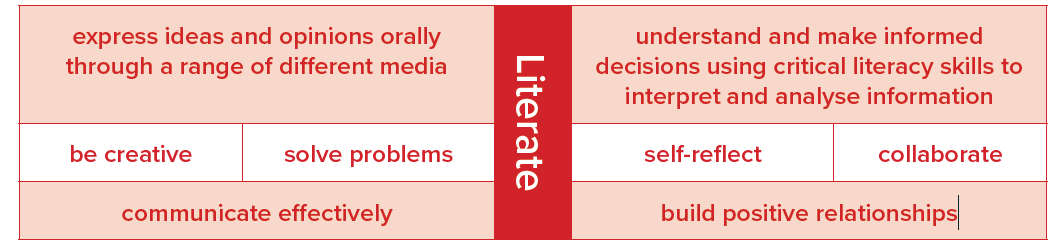 express ideas and opinions orally
through a range of different media
be creative
solve problems
communicate effectively
Literate
understand and make informed
decisions using critical literacy skills to
interpret and analyse information
self-reflect
collaborate
build positive relationships